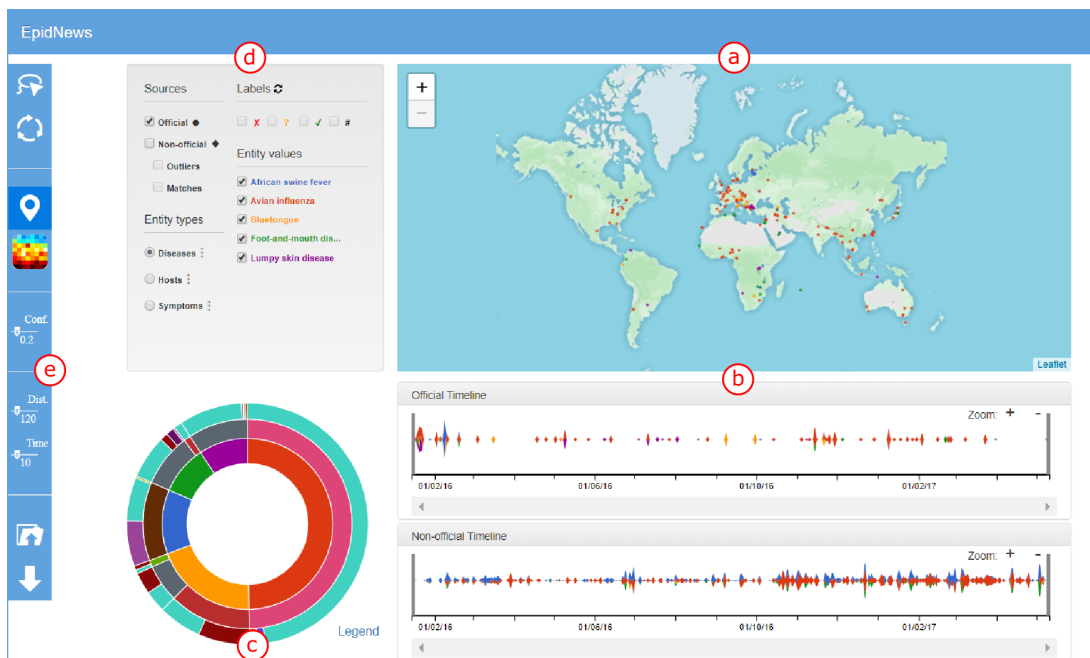 EpidNews
d
a
Sources
Labels
Official
✗ ? ✓ #
Non-official
Outliers
Matches
Entity values
African swine fever
Avian influenza
Bluetongue
Foot-and-mouth dis...
Lumpy skin disease
Entity types
Diseases
Hosts
Symptoms
+
−
Leaflet
Conf.
0.2
e
Dist.
120
Time
10
b
Official Timeline
Zoom: + -
01/02/16 01/06/16 01/10/16 01/02/17
Non-official Timeline
Zoom: + -
01/02/16 01/06/16 01/10/16 01/02/17
Legend
c